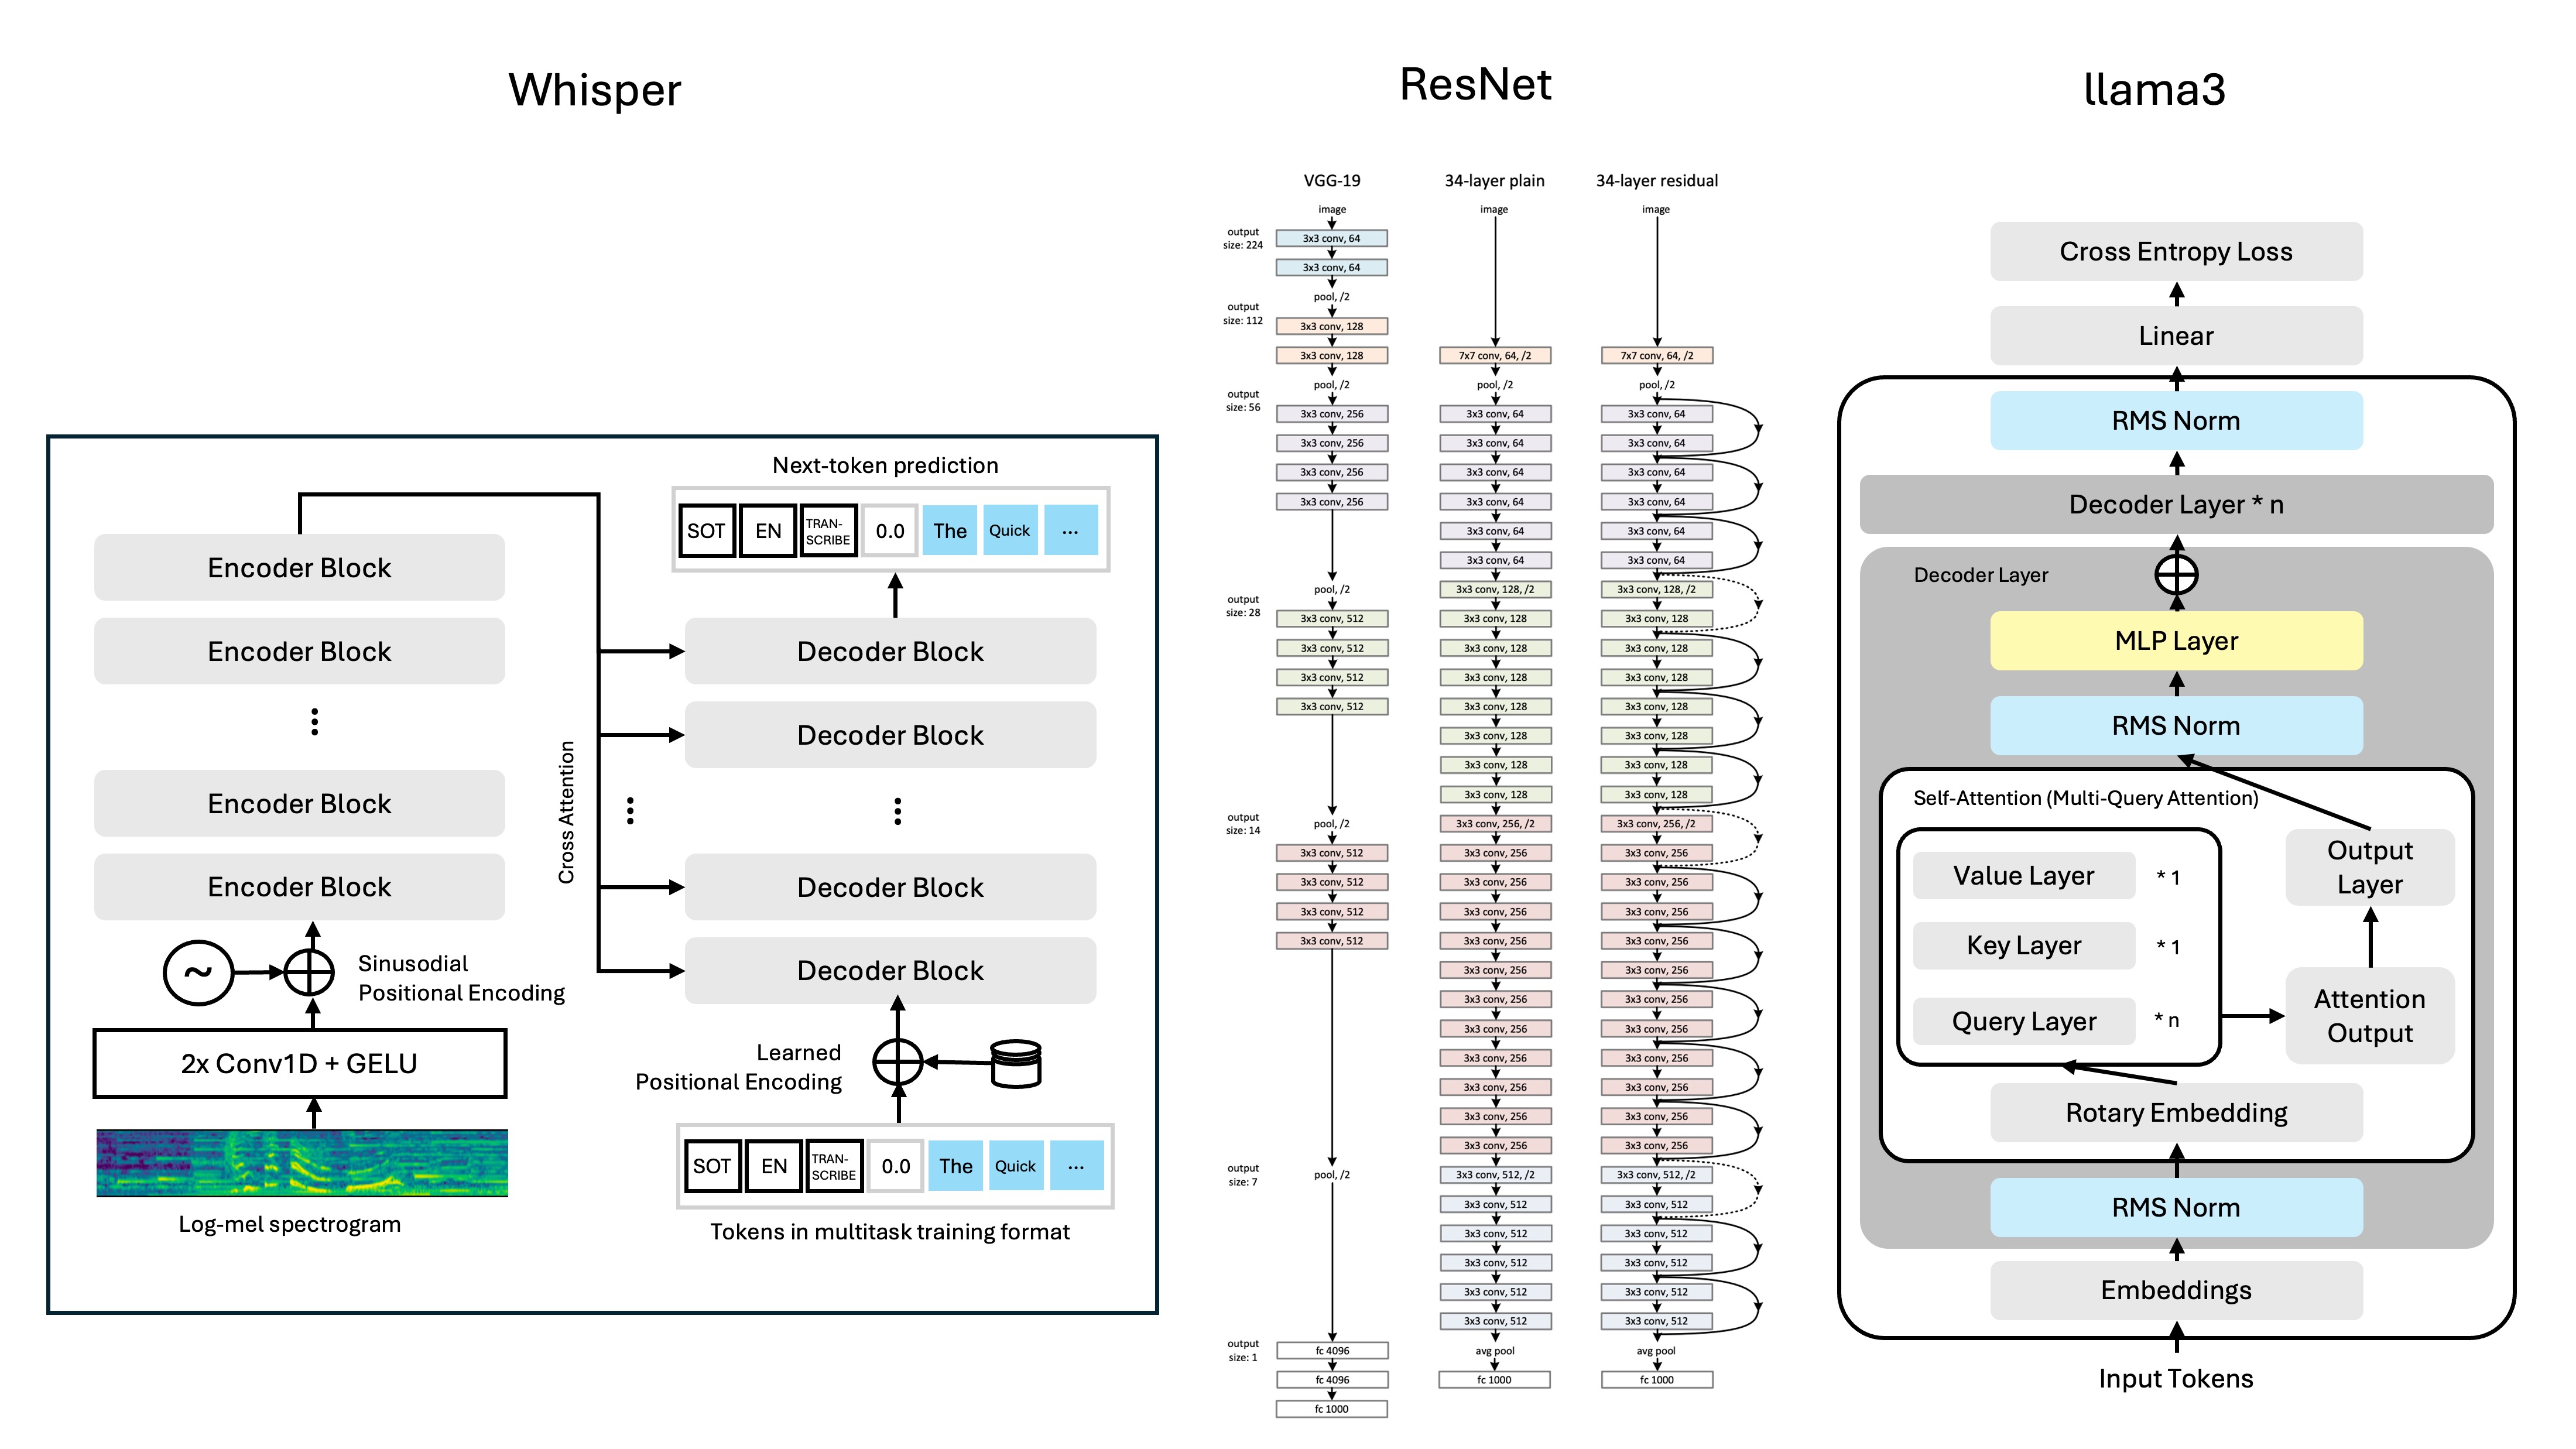 Whisper
Next-token prediction
SOT EN TRAN-
SCRIBE 0.0 The Quick ...
Encoder Block
Encoder Block
Encoder Block
Encoder Block
Cross Attention
Decoder Block
Decoder Block
Decoder Block
Decoder Block
~
Sinusodial
Positional Encoding
2x Conv1D + GELU
Log-mel spectrogram
Learned
Positional Encoding
SOT EN TRAN-
SCRIBE 0.0 The Quick ...
Tokens in multitask training format
ResNet
VGG-19
image
output
size: 224
3x3 conv, 64
3x3 conv, 64
pool, /2
output
size: 112
3x3 conv, 128
3x3 conv, 128
pool, /2
output
size: 56
3x3 conv, 256
3x3 conv, 256
3x3 conv, 256
3x3 conv, 256
pool, /2
output
size: 28
3x3 conv, 512
3x3 conv, 512
3x3 conv, 512
3x3 conv, 512
pool, /2
output
size: 14
3x3 conv, 512
3x3 conv, 512
3x3 conv, 512
3x3 conv, 512
output
size: 7
pool, /2
output
size: 1
fc 4096
fc 4096
fc 1000
34-layer plain
image
7x7 conv, 64, /2
pool, /2
3x3 conv, 64
3x3 conv, 64
3x3 conv, 64
3x3 conv, 64
3x3 conv, 64
3x3 conv, 64
3x3 conv, 128, /2
3x3 conv, 128
3x3 conv, 128
3x3 conv, 128
3x3 conv, 128
3x3 conv, 128
3x3 conv, 128
3x3 conv, 128
3x3 conv, 256, /2
3x3 conv, 256
3x3 conv, 256
3x3 conv, 256
3x3 conv, 256
3x3 conv, 256
3x3 conv, 256
3x3 conv, 256
3x3 conv, 256
3x3 conv, 256
3x3 conv, 256
3x3 conv, 256
3x3 conv, 512, /2
3x3 conv, 512
3x3 conv, 512
3x3 conv, 512
3x3 conv, 512
3x3 conv, 512
avg pool
fc 1000
34-layer residual
image
7x7 conv, 64, /2
pool, /2
3x3 conv, 64
3x3 conv, 64
3x3 conv, 64
3x3 conv, 64
3x3 conv, 64
3x3 conv, 64
3x3 conv, 128, /2
3x3 conv, 128
3x3 conv, 128
3x3 conv, 128
3x3 conv, 128
3x3 conv, 128
3x3 conv, 128
3x3 conv, 128
3x3 conv, 256, /2
3x3 conv, 256
3x3 conv, 256
3x3 conv, 256
3x3 conv, 256
3x3 conv, 256
3x3 conv, 256
3x3 conv, 256
3x3 conv, 256
3x3 conv, 256
3x3 conv, 256
3x3 conv, 256
3x3 conv, 512, /2
3x3 conv, 512
3x3 conv, 512
3x3 conv, 512
3x3 conv, 512
3x3 conv, 512
avg pool
fc 1000
llama3
Cross Entropy Loss
Linear
RMS Norm
Decoder Layer * n
Decoder Layer
MLP Layer
RMS Norm
Self-Attention (Multi-Query Attention)
Value Layer * 1
Key Layer * 1
Query Layer * n
Output
Layer
Attention
Output
Rotary Embedding
RMS Norm
Embeddings
Input Tokens